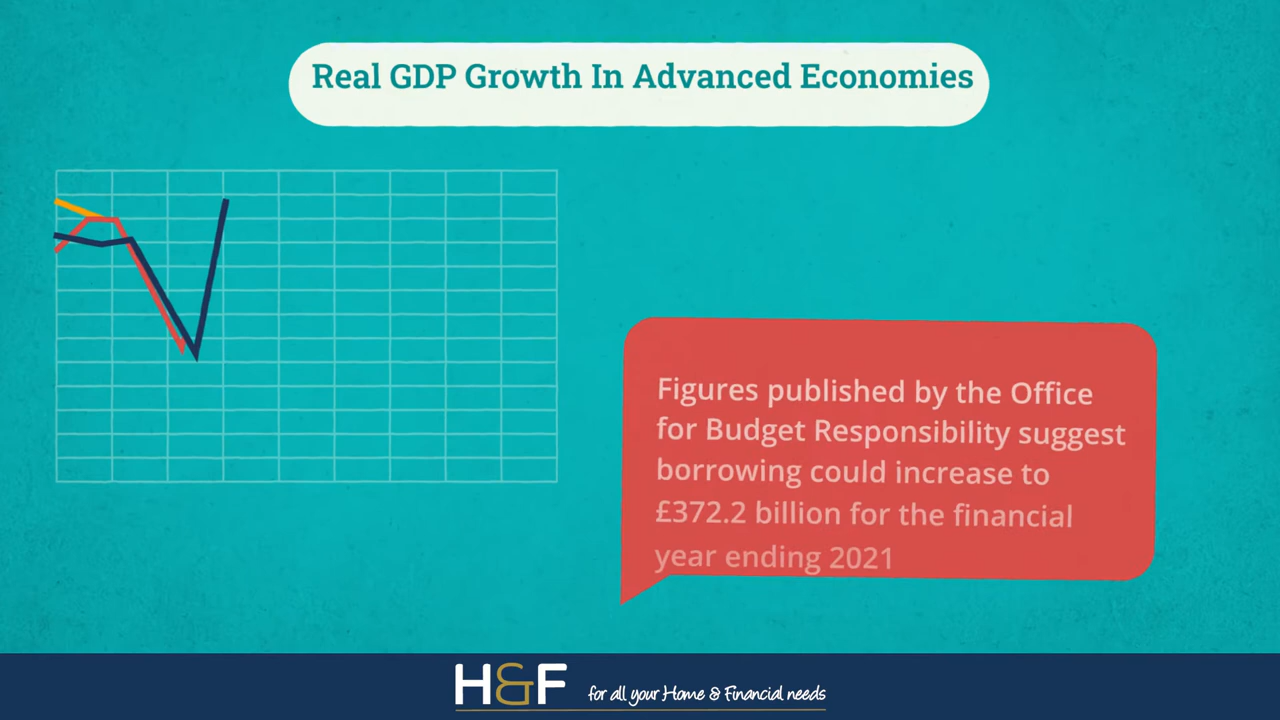 Real GDP Growth In Advanced Economies
Figures published by the Office
for Budget Responsibility suggest
borrowing could increase to
£372.2 billion for the financial
year ending 2021
H&F for all your Home & Financial needs